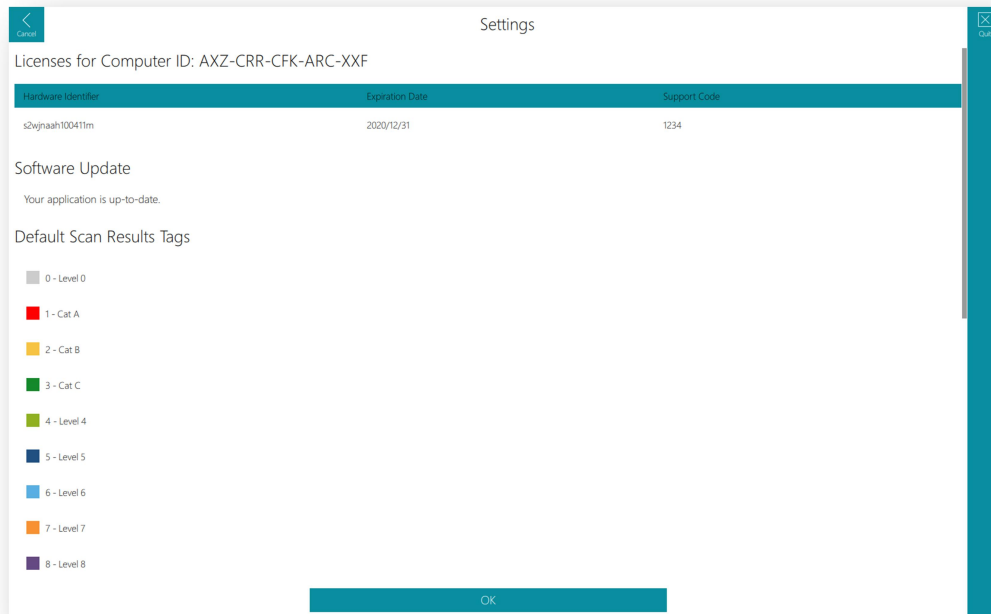 Cancel
Settings
Quit
Licenses for Computer ID: AXZ-CRR-CFK-ARC-XXF
Hardware Identifier Expiration Date Support Code
s2wjnaah100411m 2020/12/31 1234
Software Update
Your application is up-to-date.
Default Scan Results Tags
0 - Level 0
1 - Cat A
2 - Cat B
3 - Cat C
4 - Level 4
5 - Level 5
6 - Level 6
7 - Level 7
8 - Level 8
OK